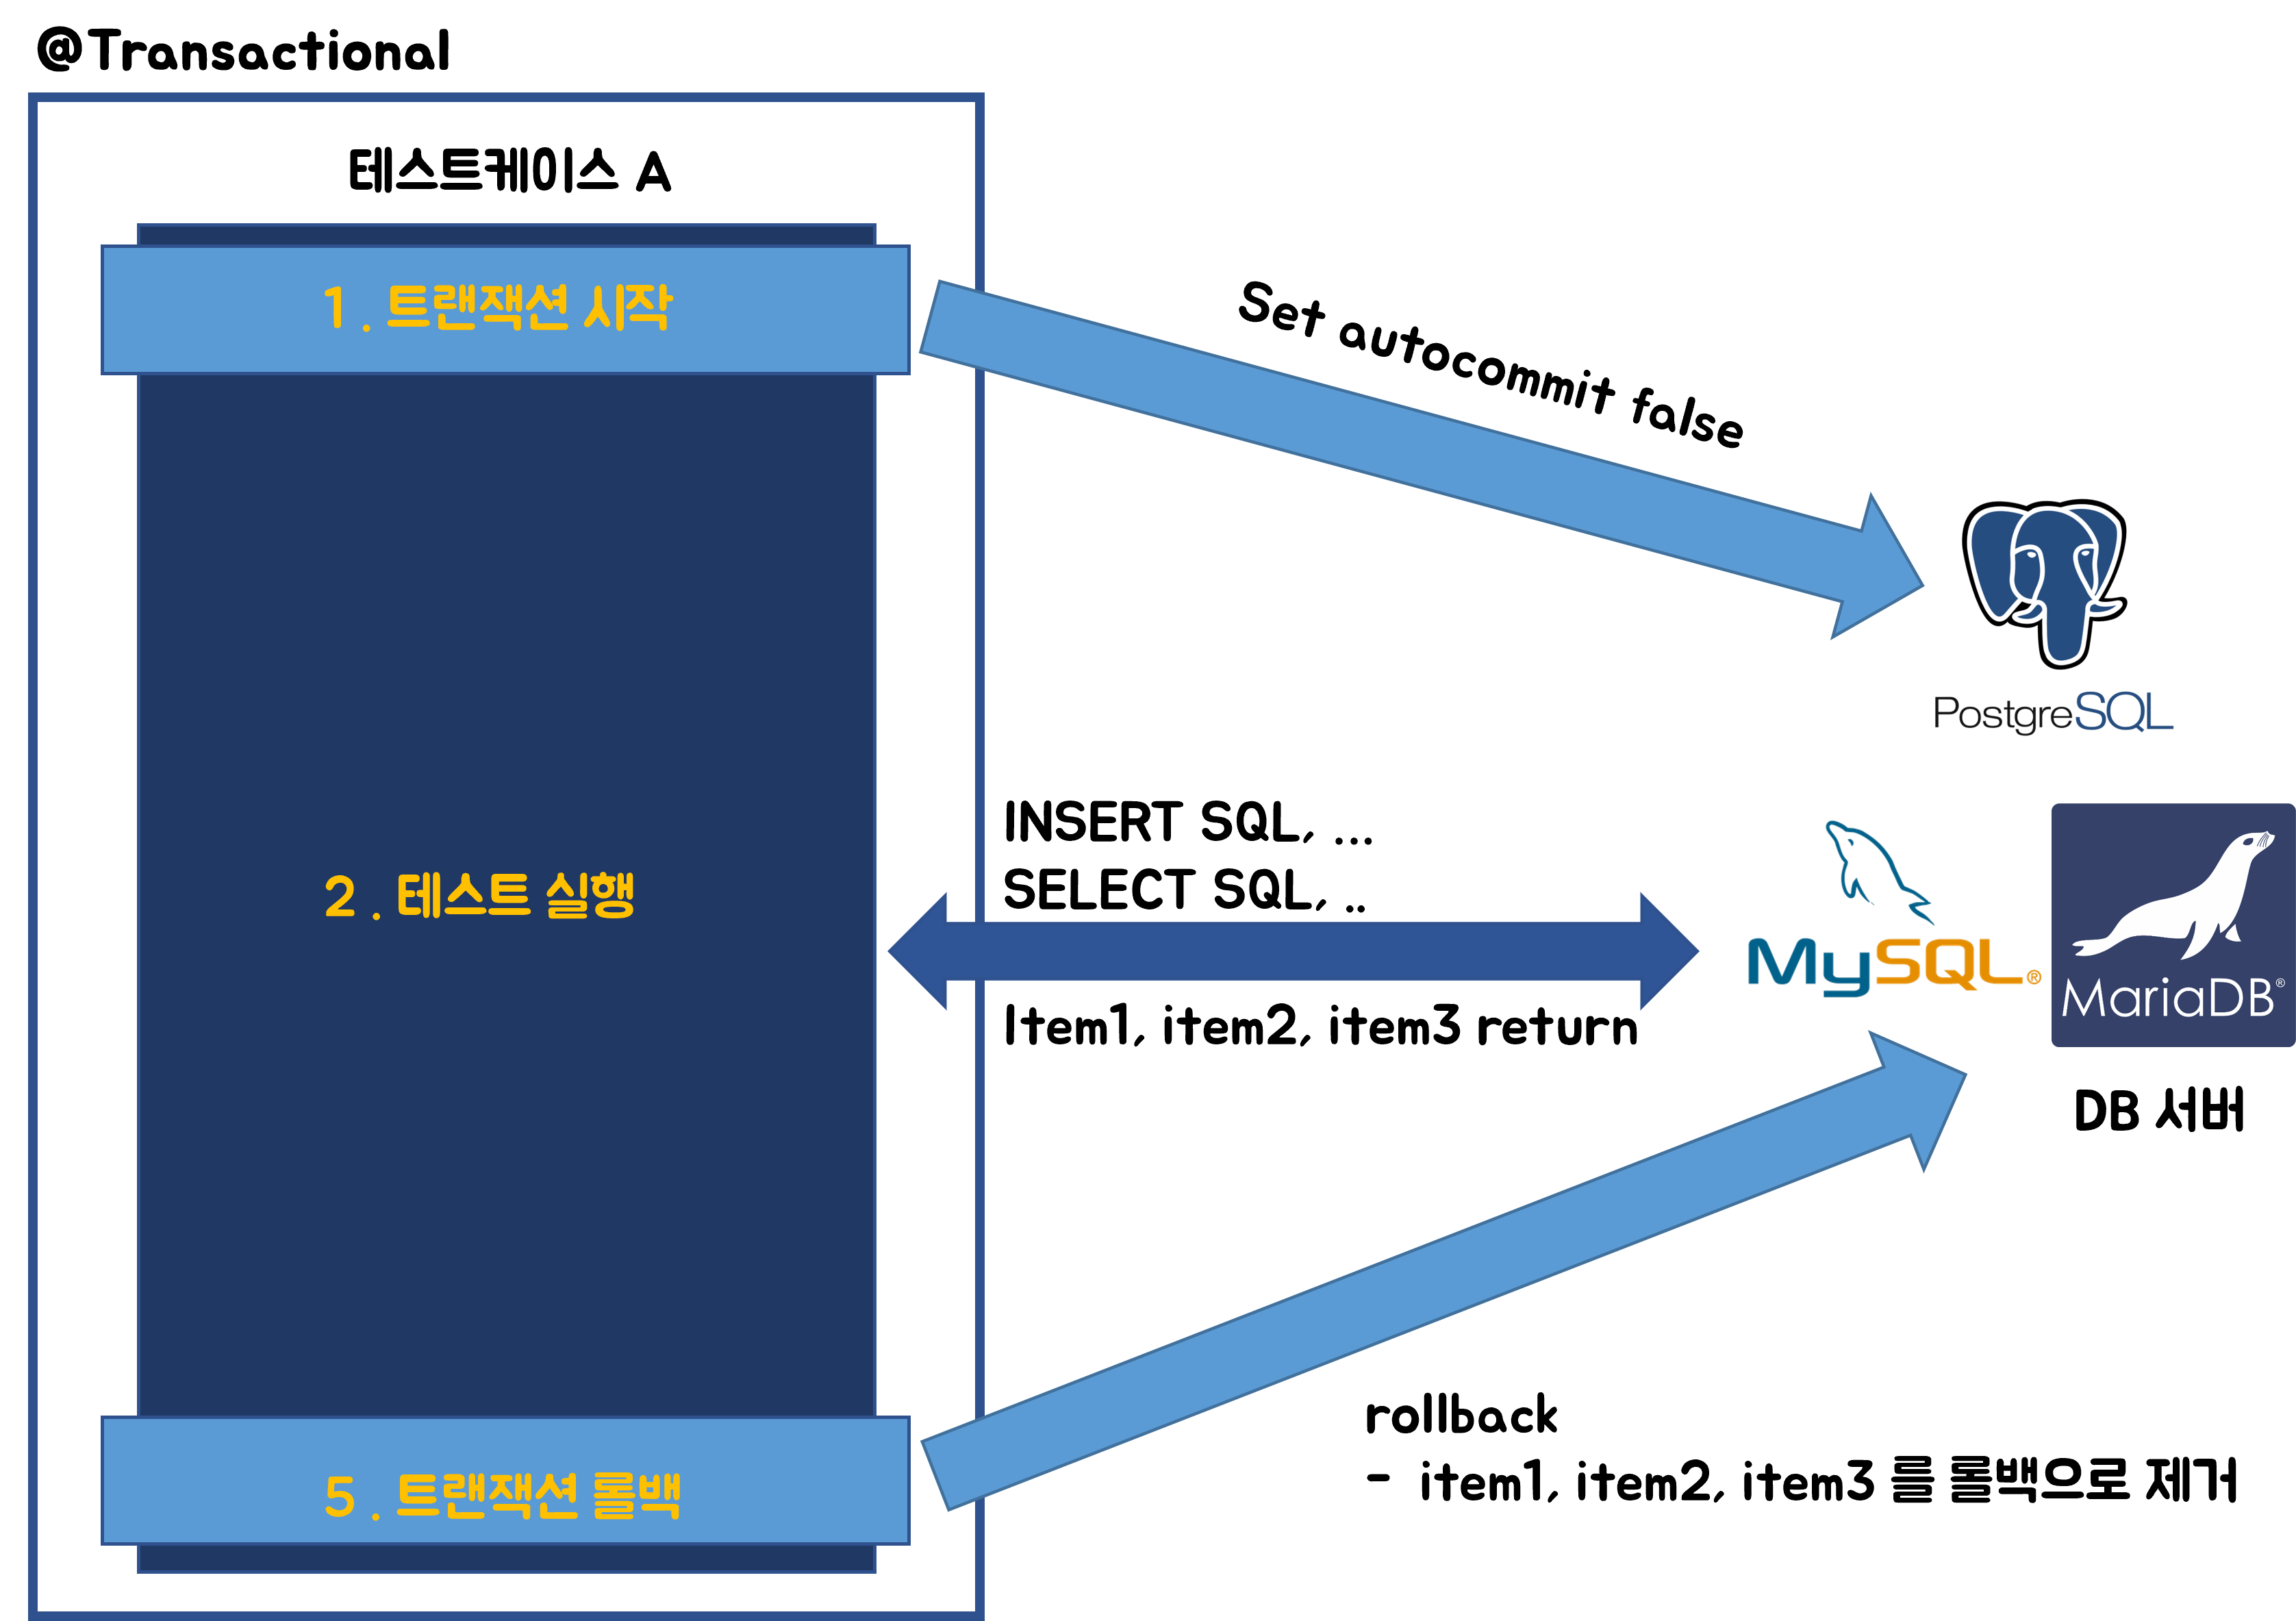 @Transactional
테스트케이스 A
1. 트랜잭션 시작
Set autocommit false
PostgreSQL
2. 테스트 실행
INSERT SQL, ...
SELECT SQL, ..
Item1, item2, item3 return
MySQL®
MariaDB®
DB 서버
rollback
- item1, item2, item3 를 롤백으로 제거
5. 트랜잭션 롤백